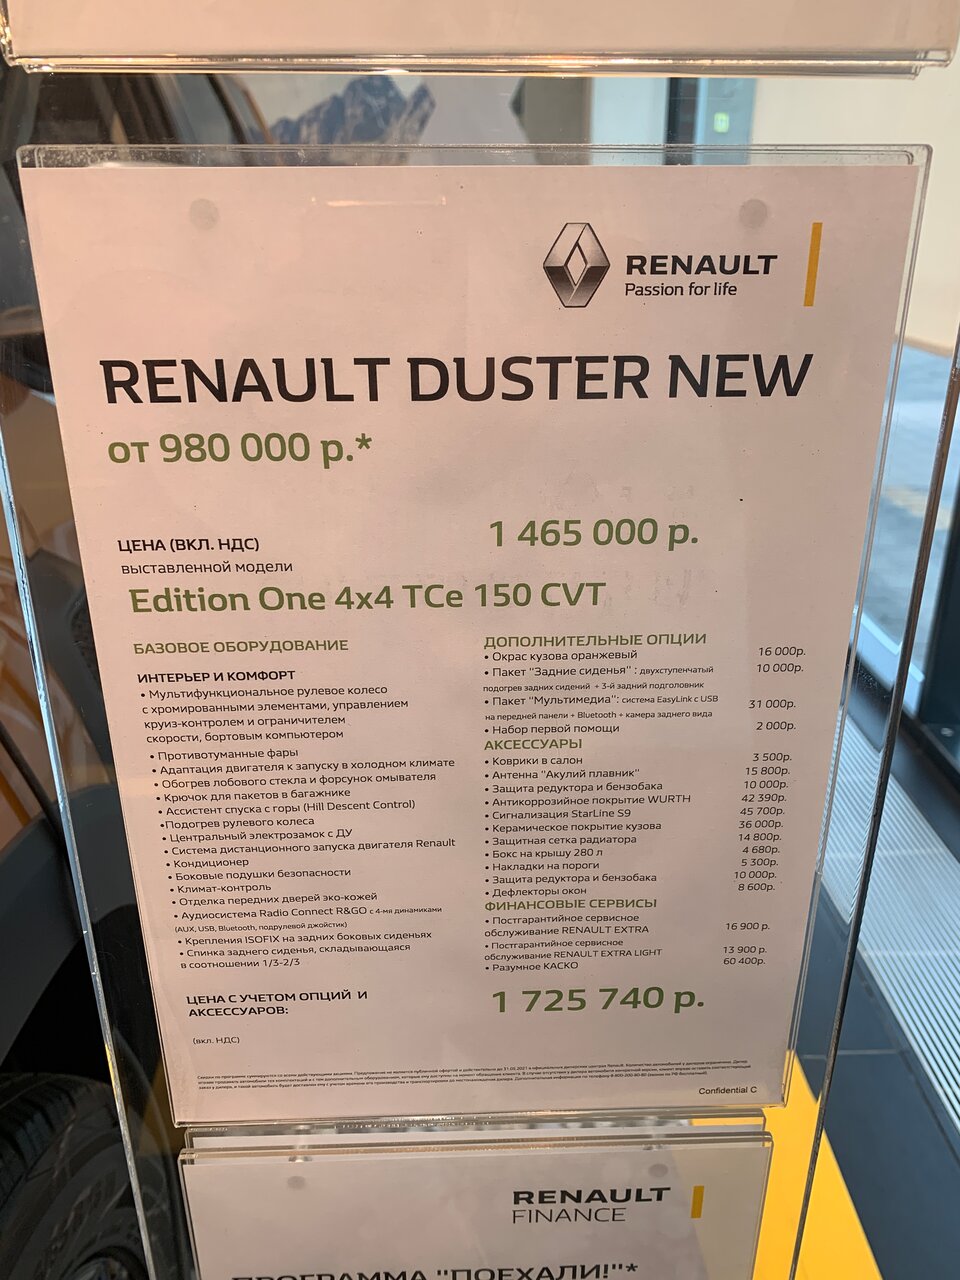 RENAULT
Passion for life
RENAULT DUSTER NEW
от 980 000 р.*
ЦЕНА (ВКЛ. НДС)
выставленной модели
1 465 000 р.
Edition One 4x4 TCe 150 CVT
БАЗОВОЕ ОБОРУДОВАНИЕ
ИНТЕРЬЕР И КОМФОРТ
• Мультифункциональное рулевое колесо
с хромированными элементами, управлением
круиз-контролем и ограничителем
скорости, бортовым компьютером
• Противотуманные фары
• Адаптация двигателя к запуску в холодном климате
• Обогрев лобового стекла и форсунок омывателя
• Крючок для пакетов в багажнике
• Ассистент спуска с горы (Hill Descent Control)
•Подогрев рулевого колеса
• Центральный электрозамок с ДУ
• Система дистанционного запуска двигателя Renault
• Кондиционер
• Боковые подушки безопасности
• Климат-контроль
• Отделка передних дверей эко-кожей
• Аудиосистема Radio Connect R&GO с 4-мя динамиками
(AUX, USB, Bluetooth, подрулевой джойстик)
• Крепления ISOFIX на задних боковых сиденьях
• Спинка заднего сиденья, складывающаяся
в соотношении 1/3-2/3
ДОПОЛНИТЕЛЬНЫЕ ОПЦИИ
• Окрас кузова оранжевый 16 000р.
• Пакет "Задние сиденья" : двухступенчатый 10 000р.
подогрев задних сидений + 3-й задний подголовник
• Пакет "Мультимедиа": система EasyLink с USB 31 000р.
на передней панели + Bluetooth + камера заднего вида
• Набор первой помощи 2 000р.
АКСЕССУАРЫ
• Коврики в салон 3 500р.
• Антенна "Акулий плавник" 15 800р.
• Защита редуктора и бензобака 10 000р.
• Антикоррозийное покрытие WURTH 42 390р.
• Сигнализация StarLine S9 45 700р.
• Керамическое покрытие кузова 36 000р.
• Защитная сетка радиатора 14 800р.
• Бокс на крышу 280 л 4 680р.
• Накладки на пороги 5 300р.
• Защита редуктора и бензобака 10 000р.
• Дефлекторы окон 8 600р.
ФИНАНСОВЫЕ СЕРВИСЫ
• Постгарантийное сервисное
обслуживание RENAULT EXTRA 16 900 р.
• Постгарантийное сервисное
обслуживание RENAULT EXTRA LIGHT 13 900 р.
• Разумное КАСКО 60 400р.
ЦЕНА С УЧЕТОМ ОПЦИЙ И
АКСЕССУАРОВ:
1 725 740 р.
(вкл. НДС)
Confidential C
RENAULT
FINANCE
ПРОГРАММА "ПОЕХАЛИ!"*